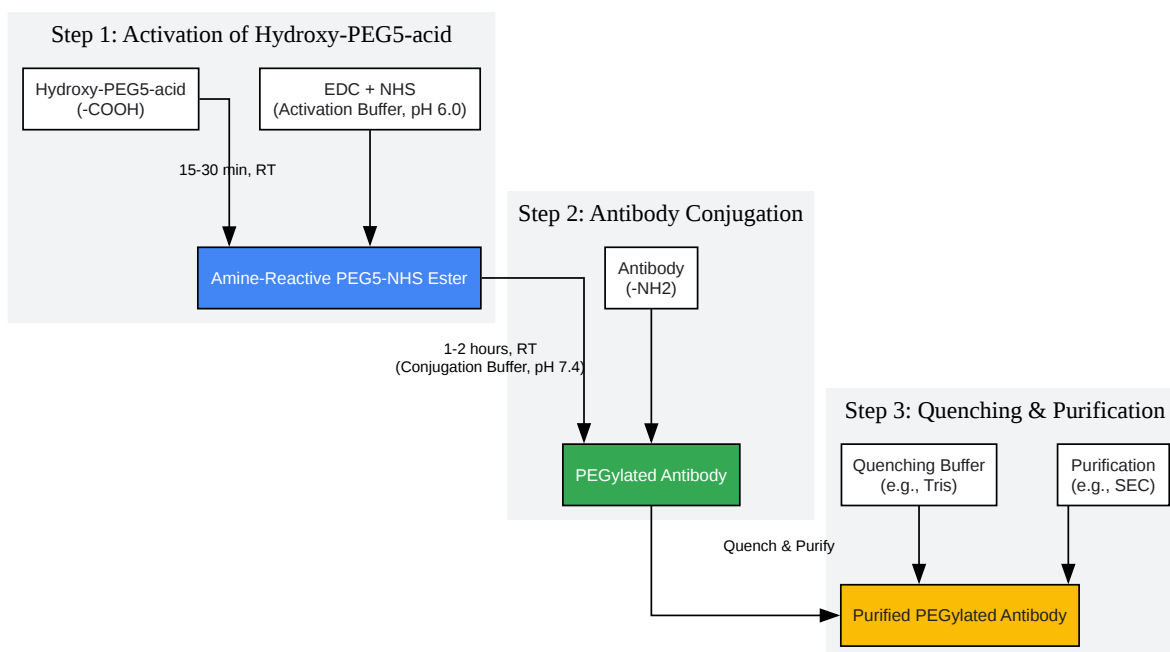 Step 1: Activation of Hydroxy-PEG5-acid
Hydroxy-PEG5-acid
(-COOH)
EDC + NHS
(Activation Buffer, pH 6.0)
15-30 min, RT
Amine-Reactive PEG5-NHS Ester
Step 2: Antibody Conjugation
Antibody
(-NH2)
1-2 hours, RT
(Conjugation Buffer, pH 7.4)
PEGylated Antibody
Step 3: Quenching & Purification
Quenching Buffer
(e.g., Tris)
Purification
(e.g., SEC)
Quench & Purify
Purified PEGylated Antibody